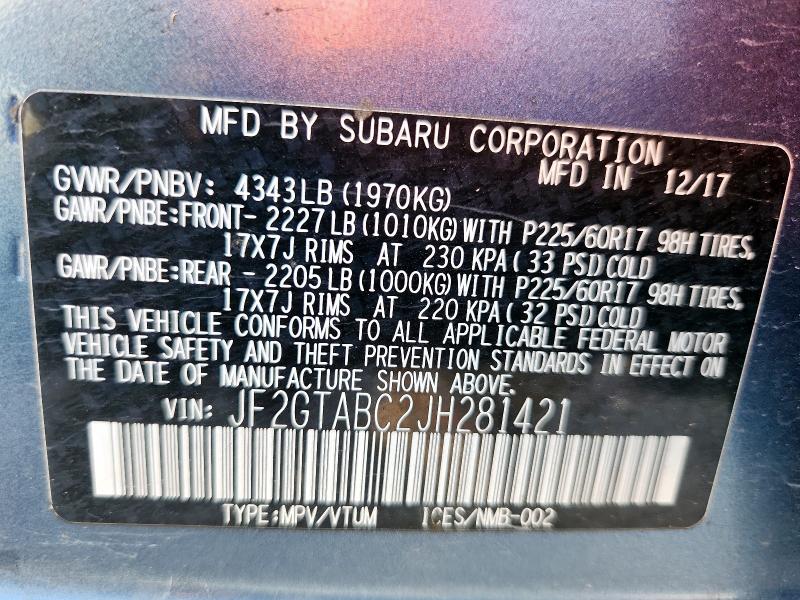 MFD BY SUBARU CORPORATION
MFD IN 12/17
GVWR/PNBV: 4343LB (1970KG)
GAWR/PNBE:FRONT- 2227 LB (1010KG) WITH P225/60R17 98H TIRES,
17X7J RIMS AT 230 KPA ( 33 PSI) COLD
GAWR/PNBE:REAR - 2205 LB (1000KG) WITH P225/60R17 98H TIRES,
17X7J RIMS AT 220 KPA ( 32 PSI) COLD
THIS VEHICLE CONFORMS TO ALL APPLICABLE FEDERAL MOTOR
VEHICLE SAFETY AND THEFT PREVENTION STANDARDS IN EFFECT ON
THE DATE OF MANUFACTURE SHOWN ABOVE.
VIN: JF2GTABC2JH281421
TYPE:MPV/VTUM ICES/NMB-002